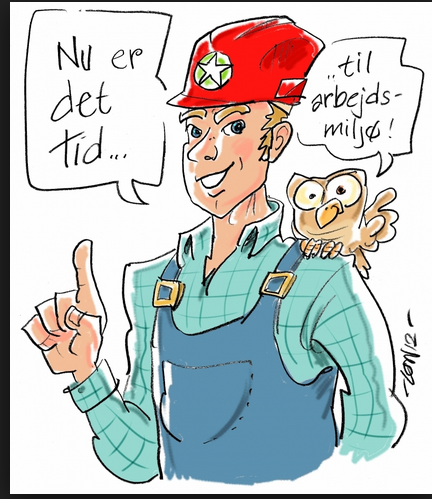 Nu er
det
tid...
..til
arbejds-
miljø!